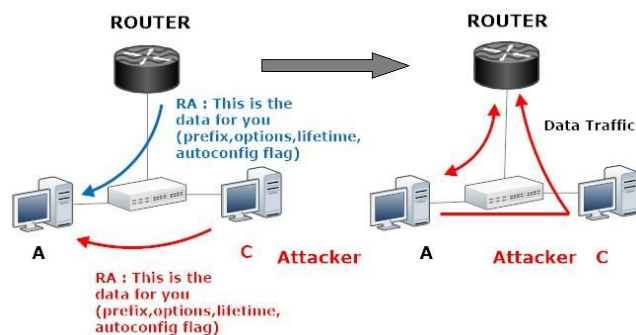 ROUTER
RA : This is the
data for you
(prefix,options,lifetime,
autoconfig flag)
A
C Attacker
RA : This is the
data for you
(prefix,options,lifetime,
autoconfig flag)
ROUTER
Data Traffic
A
Attacker C